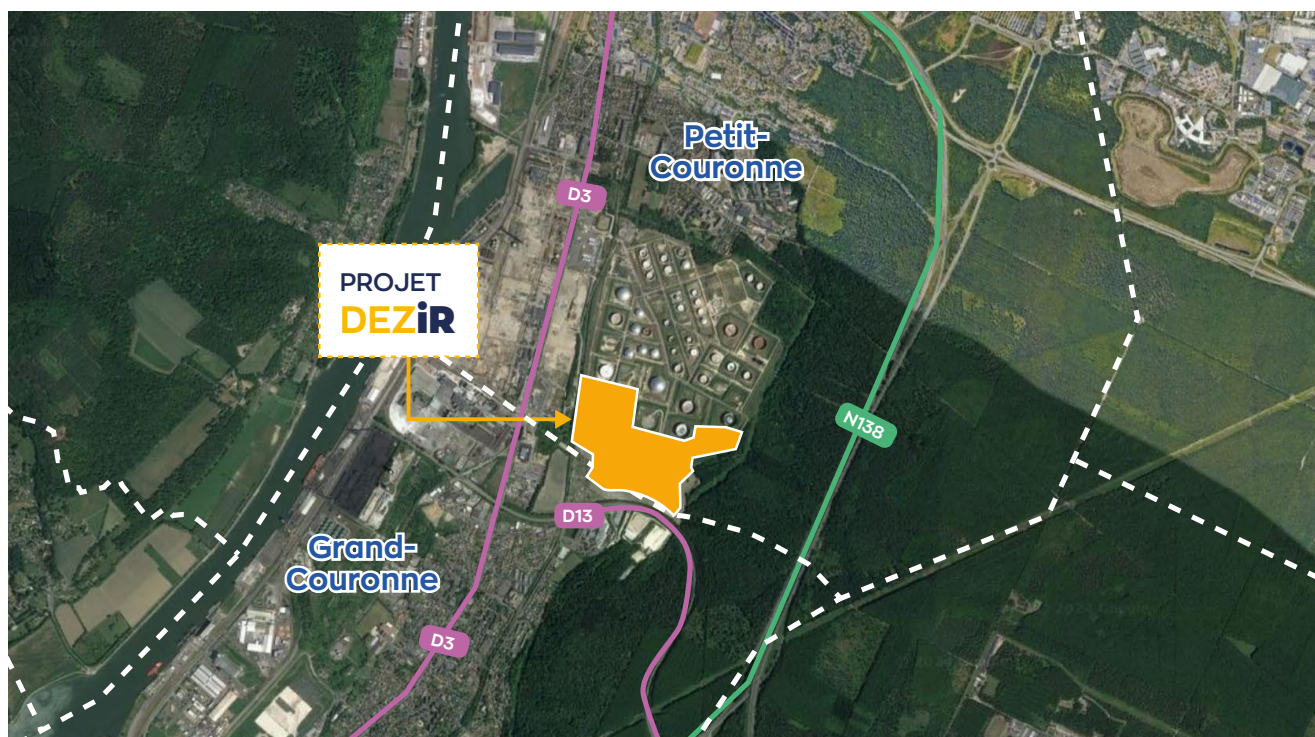 Petit-
Couronne
D3
PROJET
DEZiR
N138
D13
Grand-
Couronne
D3